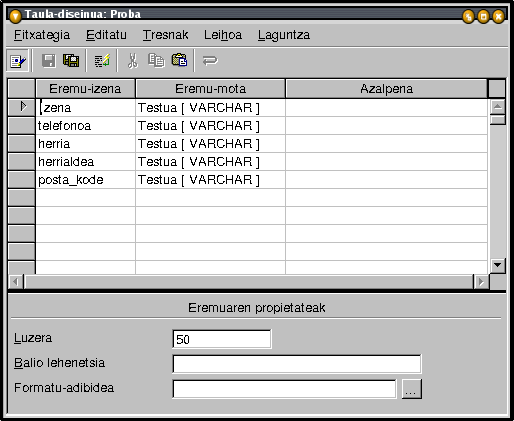 Taula-diseinua: Proba
Fitxategia Editatu Tresnak Leihoa Laguntza
Eremu-izena Eremu-mota Azalpena
izena Testua [ VARCHAR ]
telefonoa Testua [ VARCHAR ]
herria Testua [ VARCHAR ]
herrialdea Testua [ VARCHAR ]
posta_kode Testua [ VARCHAR ]
Eremuaren propietateak
Luzera 50
Balio lehenetsia
Formatu-adibidea ...